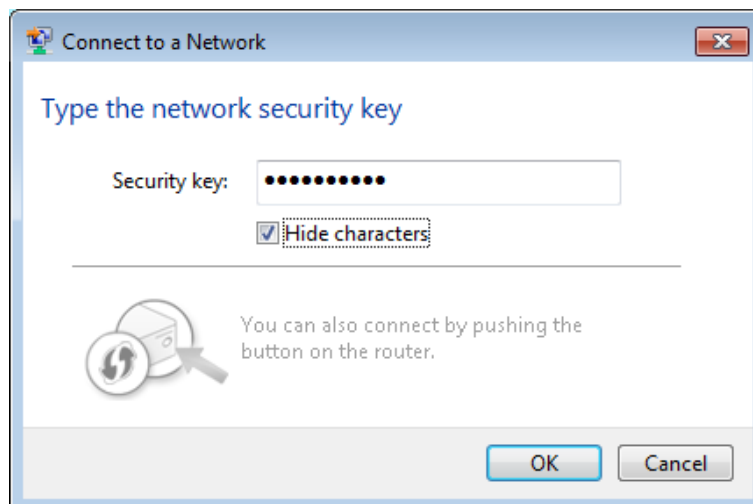 Connect to a Network
Type the network security key
Security key: ••••••••••
Hide characters
You can also connect by pushing the
button on the router.
OK Cancel